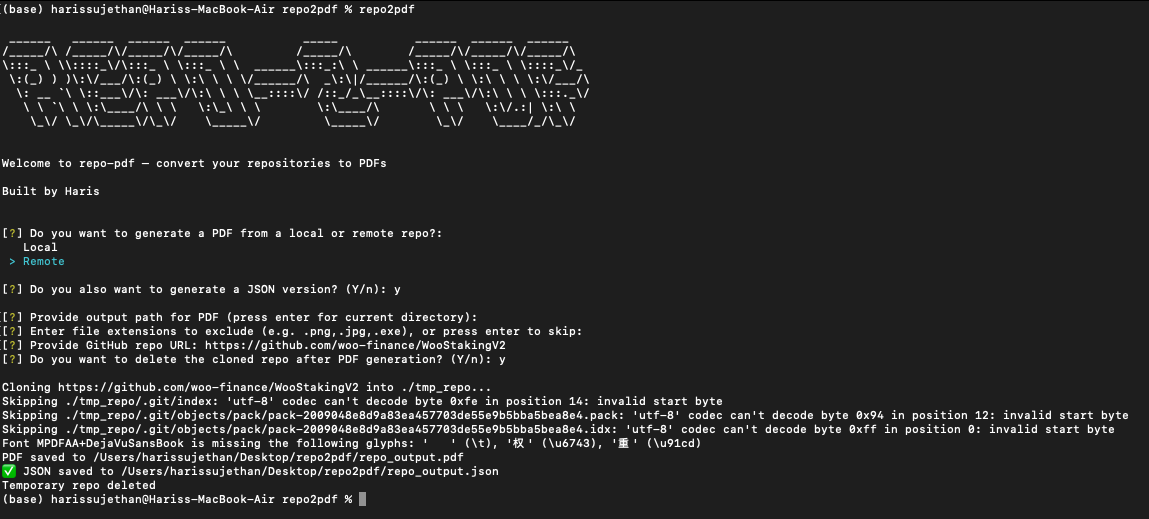 (base) harissujethan@Hariss-MacBook-Air repo2pdf % repo2pdf
Welcome to repo-pdf — convert your repositories to PDFs
Built by Haris
[?] Do you want to generate a PDF from a local or remote repo?:
Local
> Remote
[?] Do you also want to generate a JSON version? (Y/n): y
[?] Provide output path for PDF (press enter for current directory):
[?] Enter file extensions to exclude (e.g. .png,.jpg,.exe), or press enter to skip:
[?] Provide GitHub repo URL: https://github.com/woo-finance/WooStakingV2
[?] Do you want to delete the cloned repo after PDF generation? (Y/n): y
Cloning https://github.com/woo-finance/WooStakingV2 into ./tmp_repo...
Skipping ./tmp_repo/.git/index: 'utf-8' codec can't decode byte 0xfe in position 14: invalid start byte
Skipping ./tmp_repo/.git/objects/pack/pack-2009048e8d9a83ea457703de55e9b5bba5bea8e4.pack: 'utf-8' codec can't decode byte 0x94 in position 12: invalid start byte
Skipping ./tmp_repo/.git/objects/pack/pack-2009048e8d9a83ea457703de55e9b5bba5bea8e4.idx: 'utf-8' codec can't decode byte 0xff in position 0: invalid start byte
Font MPDFAA+DejaVuSansBook is missing the following glyphs: '   ' (\t), '权' (\u6743), '重' (\u91cd)
PDF saved to /Users/harissujethan/Desktop/repo2pdf/repo_output.pdf
✅ JSON saved to /Users/harissujethan/Desktop/repo2pdf/repo_output.json
Temporary repo deleted
(base) harissujethan@Hariss-MacBook-Air repo2pdf %